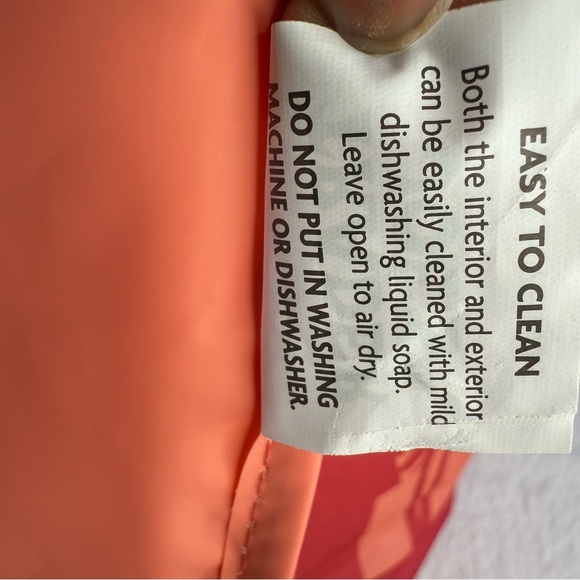 EASY TO CLEAN
Both the interior and exterior
can be easily cleaned with mild
dishwashing liquid soap.
Leave open to air dry.
DO NOT PUT IN WASHING
MACHINE OR DISHWASHER.